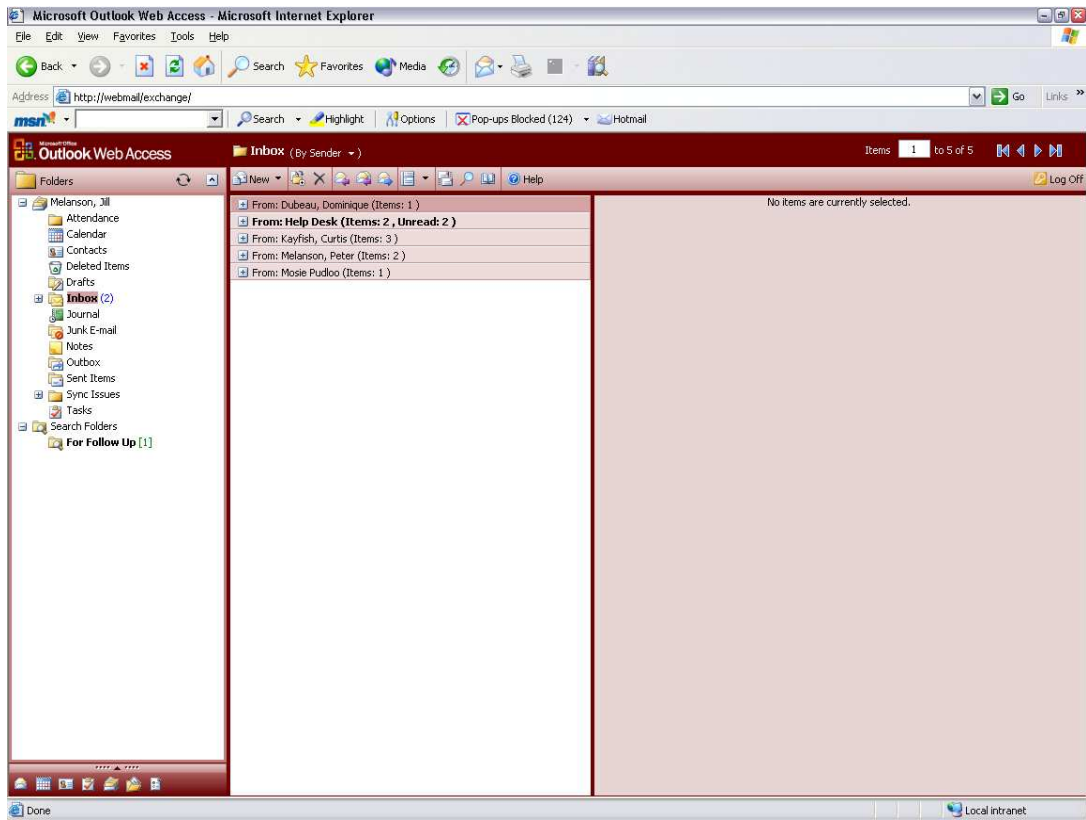 Microsoft Outlook Web Access - Microsoft Internet Explorer
File Edit View Favorites Tools Help
Back Search Favorites Media
Address http://webmail/exchange/ Go Links »
msn Search Highlight Options Pop-ups Blocked (124) Hotmail
Microsoft Office
Outlook Web Access Inbox (By Sender ) Items 1 to 5 of 5
Folders New Help Log Off
Melanson, Jill
Attendance
Calendar
Contacts
Deleted Items
Drafts
Inbox (2)
Journal
Junk E-mail
Notes
Outbox
Sent Items
Sync Issues
Tasks
Search Folders
For Follow Up [1]
From: Dubeau, Dominique (Items: 1 )
From: Help Desk (Items: 2 , Unread: 2 )
From: Kayfish, Curtis (Items: 3 )
From: Melanson, Peter (Items: 2 )
From: Mosie Pudloo (Items: 1 )
No items are currently selected.
Done Local intranet